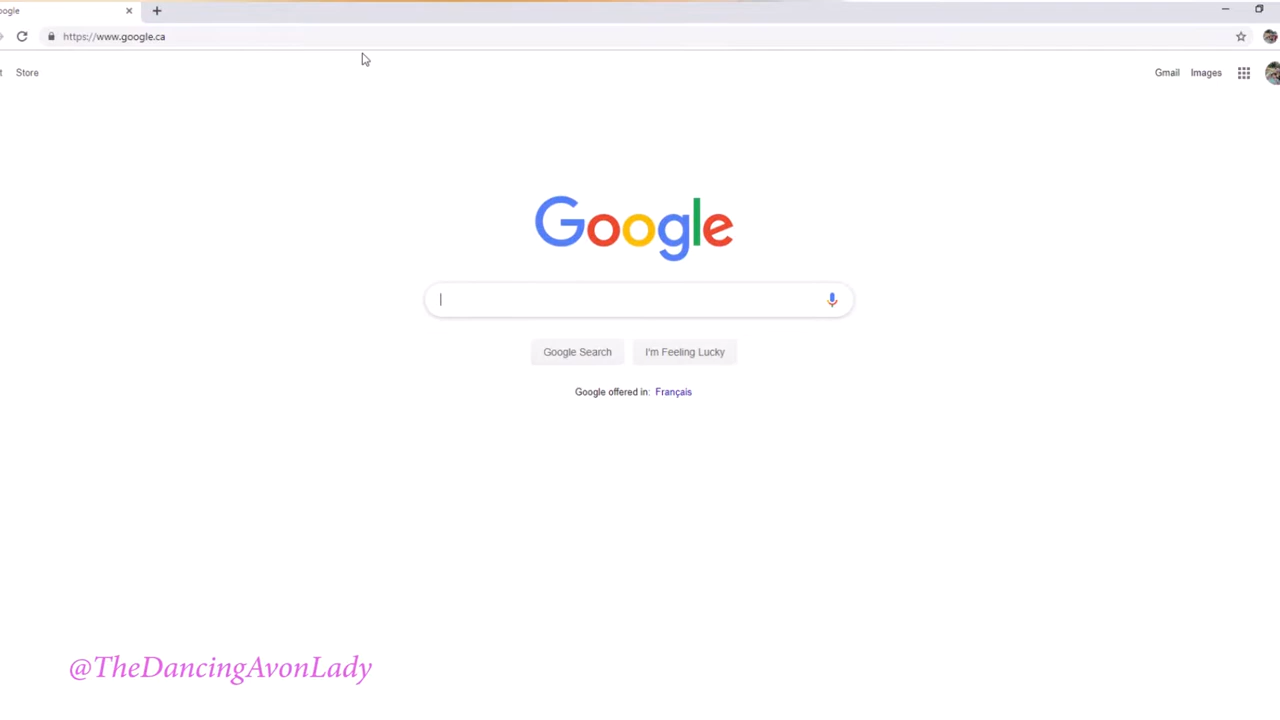 oogle
https://www.google.ca
t Store
Gmail Images
Google
Google Search I'm Feeling Lucky
Google offered in: Français
@TheDancingAvonLady